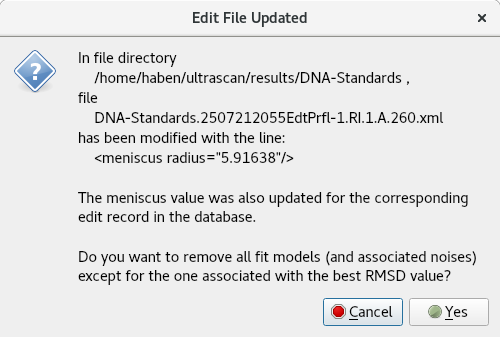 Edit File Updated
In file directory
/home/haben/ultrascan/results/DNA-Standards ,
file
DNA-Standards.2507212055EdtPrfl-1.RI.1.A.260.xml
has been modified with the line:
<meniscus radius="5.91638"/>
The meniscus value was also updated for the corresponding
edit record in the database.
Do you want to remove all fit models (and associated noises)
except for the one associated with the best RMSD value?
Cancel
Yes